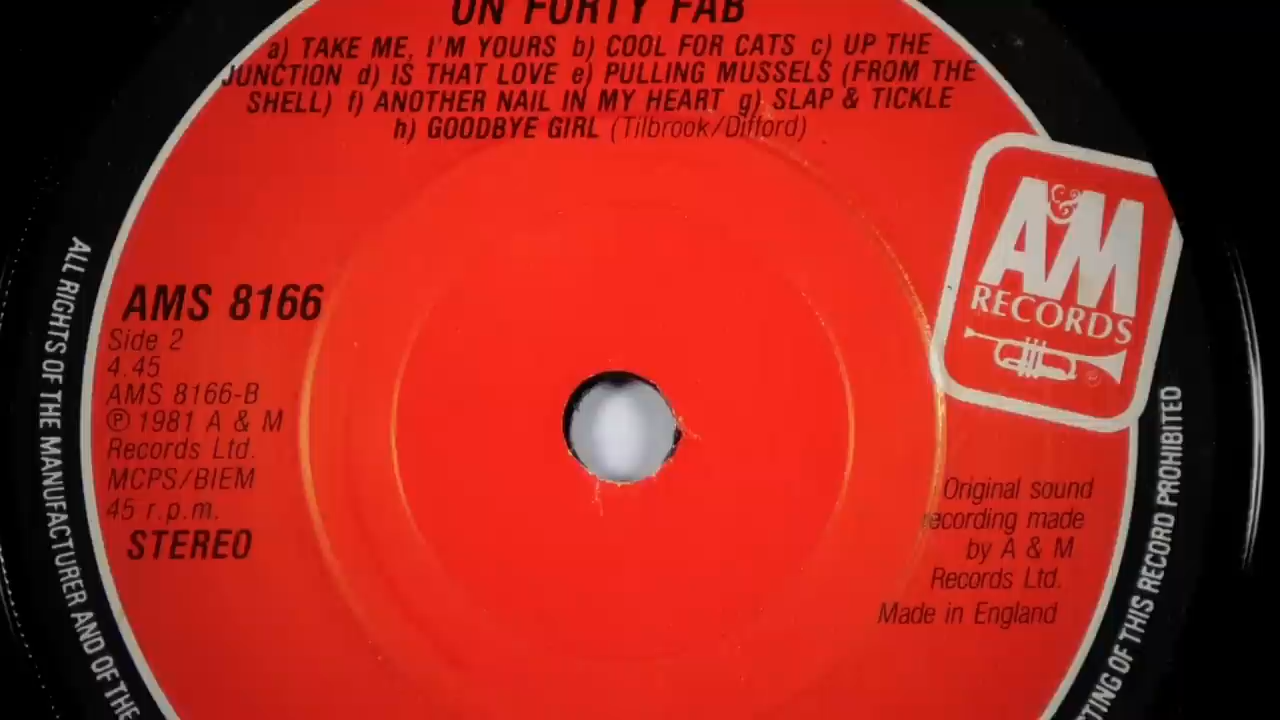 ON FORTY FAB
a) TAKE ME, I'M YOURS b) COOL FOR CATS c) UP THE
JUNCTION d) IS THAT LOVE e) PULLING MUSSELS (FROM THE
SHELL) f) ANOTHER NAIL IN MY HEART g) SLAP & TICKLE
h) GOODBYE GIRL (Tilbrook/Difford)
A&M
RECORDS
AMS 8166
Side 2
4.45
AMS 8166-B
℗ 1981 A & M
Records Ltd.
MCPS/BIEM
45 r.p.m.
STEREO
Original sound
recording made
by A & M
Records Ltd.
Made in England
ALL RIGHTS OF THE MANUFACTURER AND OF THE
TING OF THIS RECORD PROHIBITED